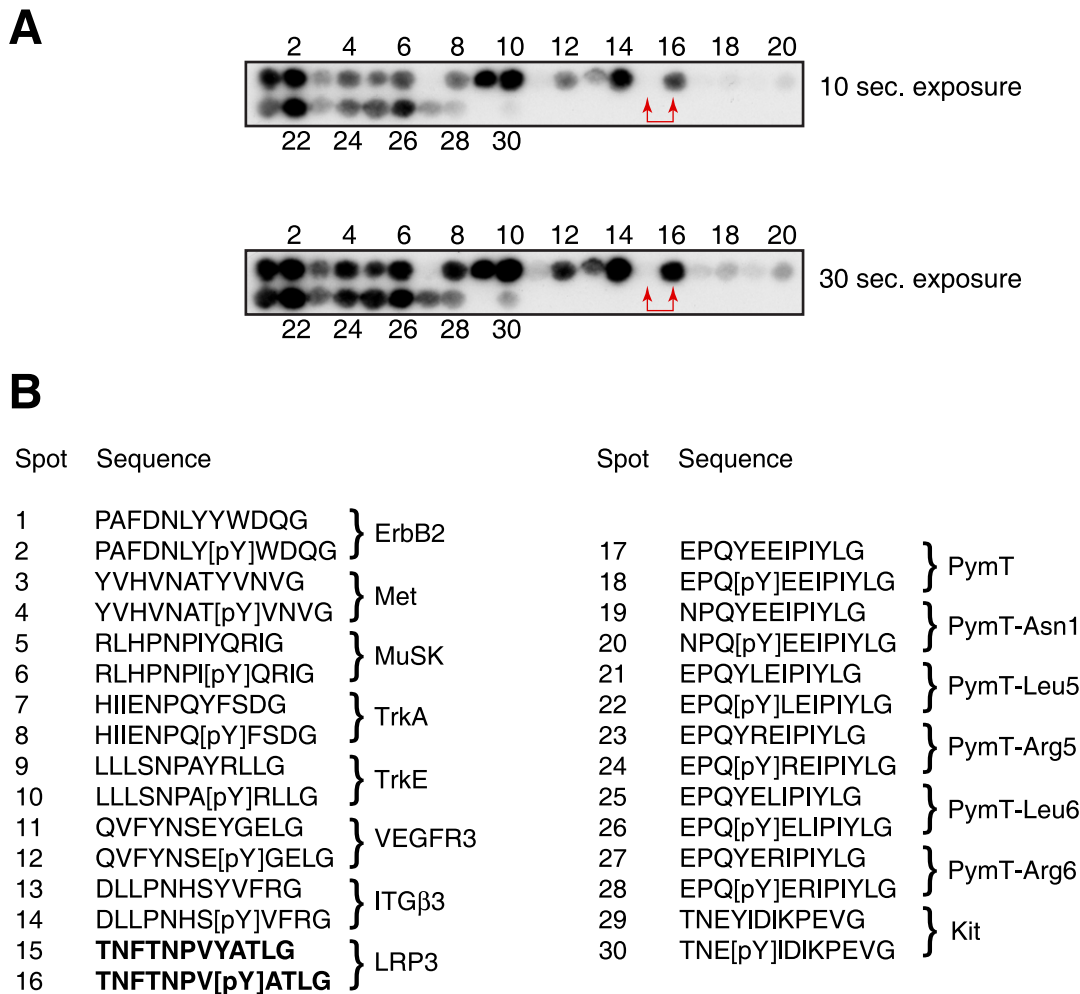 A
2 4 6 8 10 12 14 16 18 20
10 sec. exposure
22 24 26 28 30
2 4 6 8 10 12 14 16 18 20
30 sec. exposure
22 24 26 28 30
B
Spot Sequence
1 PAFDNLYYWDQG
2 PAFDNLY[pY]WDQG
ErbB2
3 YVHVNATYVNVG
4 YVHVNAT[pY]VNVG
Met
5 RLHPNPIYQRIG
6 RLHPNPI[pY]QRIG
MuSK
7 HIIENPQYFSDG
8 HIIENPQ[pY]FSDG
TrkA
9 LLLSNPAYRLLG
10 LLLSNPA[pY]RLLG
TrkE
11 QVFYNSEYGELG
12 QVFYNSE[pY]GELG
VEGFR3
13 DLLPNHSYVFRG
14 DLLPNHS[pY]VFRG
ITGβ3
15 TNFTNPVYATLG
16 TNFTNPV[pY]ATLG
LRP3
Spot Sequence
17 EPQYEEIPIYLG
18 EPQ[pY]EEIPIYLG
PymT
19 NPQYEEIPIYLG
20 NPQ[pY]EEIPIYLG
PymT-Asn1
21 EPQYLEIPIYLG
22 EPQ[pY]LEIPIYLG
PymT-Leu5
23 EPQYREIPIYLG
24 EPQ[pY]REIPIYLG
PymT-Arg5
25 EPQYELIPIYLG
26 EPQ[pY]ELIPIYLG
PymT-Leu6
27 EPQYERIPIYLG
28 EPQ[pY]ERIPIYLG
PymT-Arg6
29 TNEYIDIKPEVG
30 TNE[pY]IDIKPEVG
Kit